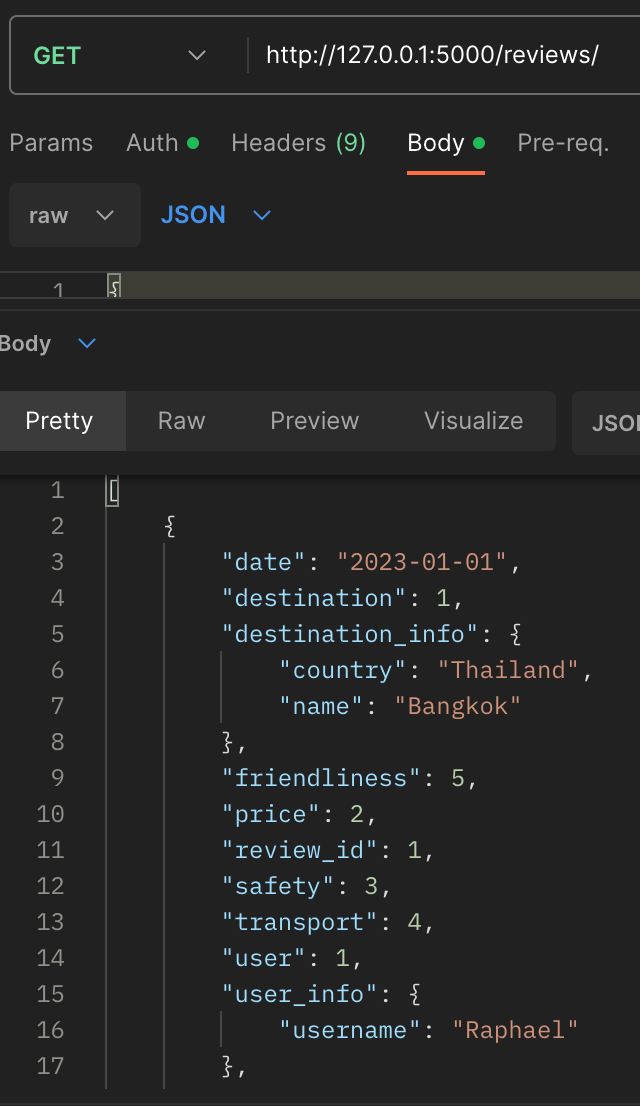 GET http://127.0.0.1:5000/reviews/
Params Auth Headers (9) Body Pre-req.
raw JSON
1 {
Body
Pretty Raw Preview Visualize
1 [
2 {
3 "date": "2023-01-01",
4 "destination": 1,
5 "destination_info": {
6 "country": "Thailand",
7 "name": "Bangkok"
8 },
9 "friendliness": 5,
10 "price": 2,
11 "review_id": 1,
12 "safety": 3,
13 "transport": 4,
14 "user": 1,
15 "user_info": {
16 "username": "Raphael"
17 },